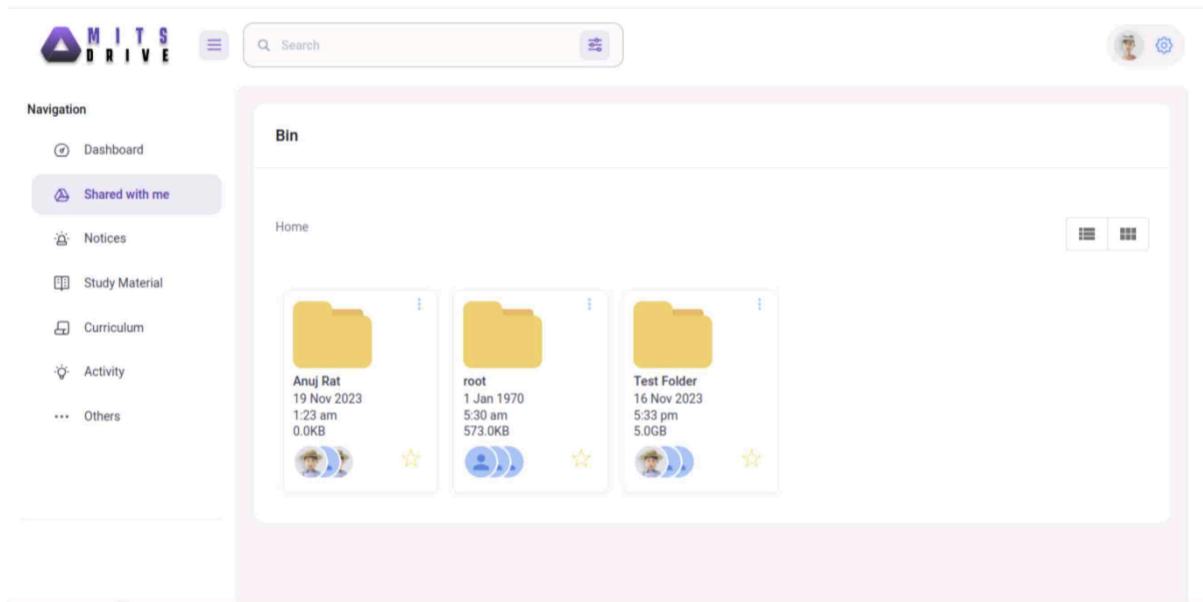 MITS
DRIVE
Search
Navigation
Dashboard
Shared with me
Notices
Study Material
Curriculum
Activity
Others
Bin
Home
Anuj Rat
19 Nov 2023
1:23 am
0.0KB
root
1 Jan 1970
5:30 am
573.0KB
Test Folder
16 Nov 2023
5:33 pm
5.0GB